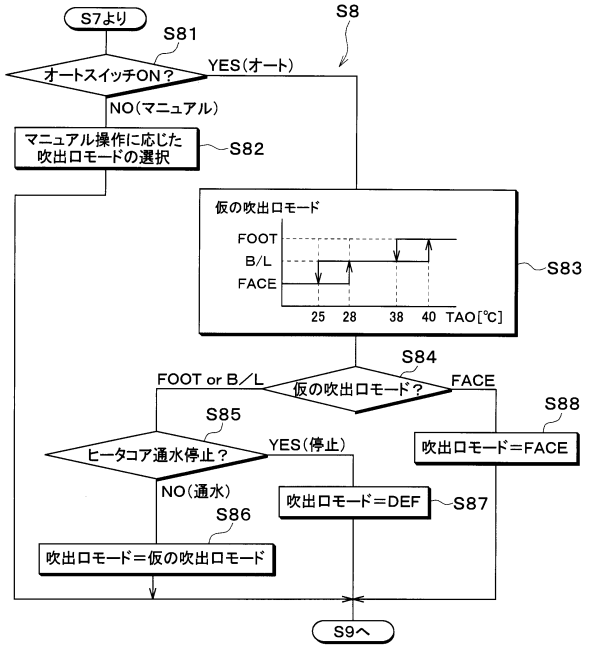 S7より
S8
S81
オートスイッチON？
YES(オート)
NO(マニュアル)
マニュアル操作に応じた
吹出口モードの選択
S82
仮の吹出口モード
FOOT
B/L
FACE
25 28 38 40 TAO[℃]
S83
S84
仮の吹出口モード？
FOOT or B／L
FACE
S85
ヒータコア通水停止？
YES(停止)
NO(通水)
S88
吹出口モード＝FACE
S86
吹出口モード＝仮の吹出口モード
吹出口モード＝DEF
S87
S9へ